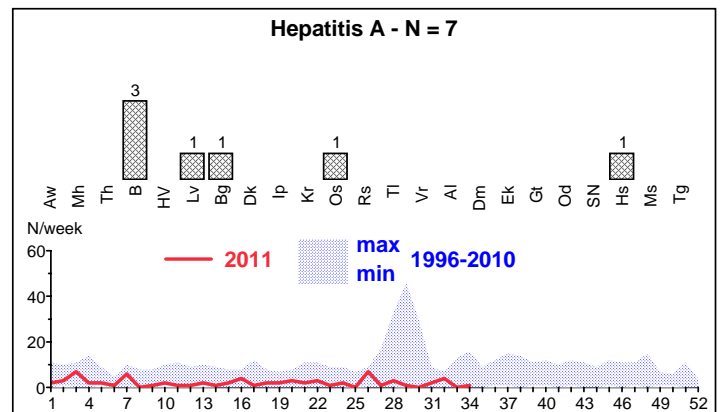 Hepatitis A - N = 7
3
1 1 1 1
Aw Mh Th B HV Lv Bg Dk Ip Kr Os Rs Tl Vr Al Dm Ek Gt Od SN Hs Ms Tg
N/week
60
40
20
0
2011
max
min
1996-2010
1 4 7 10 13 16 19 22 25 28 31 34 37 40 43 46 49 52